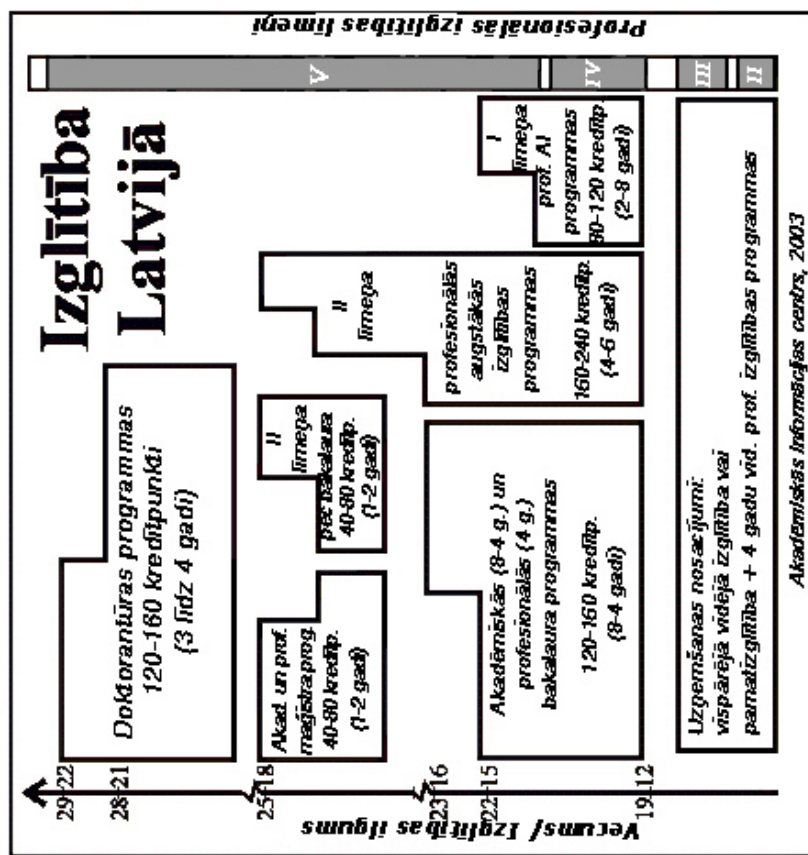 Izglītība
Latvijā
Profesionālās izglītības līmeņi
V
IV
III
II
Vecums/ Izglītības ilgums
29-22
28-21
25-18
23-16
22-15
19-12
Doktorantūras programmas
120-160 kredītpunkti
(3 līdz 4 gadi)
Akad. un prof.
maģistra prog.
40-80 kredītp.
(1-2 gadi)
II
līmeņa
pēc bakalaura
40-80 kredītp.
(1-2 gadi)
II
līmeņa
profesionālās
augstākās
izglītības
programmas
160-240 kredītp.
(4-6 gadi)
I
līmeņa
prof. AI
programmas
80-120 kredītp.
(2-3 gadi)
Akadēmiskās (3-4 g.) un
profesionālās (4 g.)
bakalaura programmas
120-160 kredītp.
(3-4 gadi)
Uzņemšanas nosacījumi:
vispārējā vidējā izglītība vai
pamatizglītība + 4 gadu vid. prof. izglītības programmas
Akadēmiskās informācijas centrs, 2003